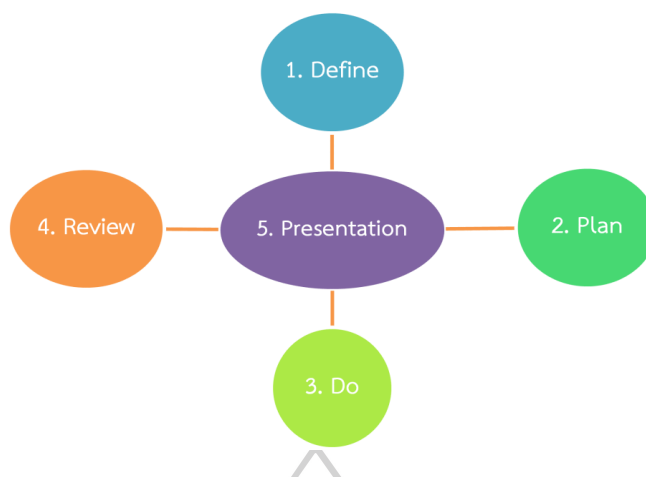 1. Define
2. Plan
3. Do
4. Review
5. Presentation